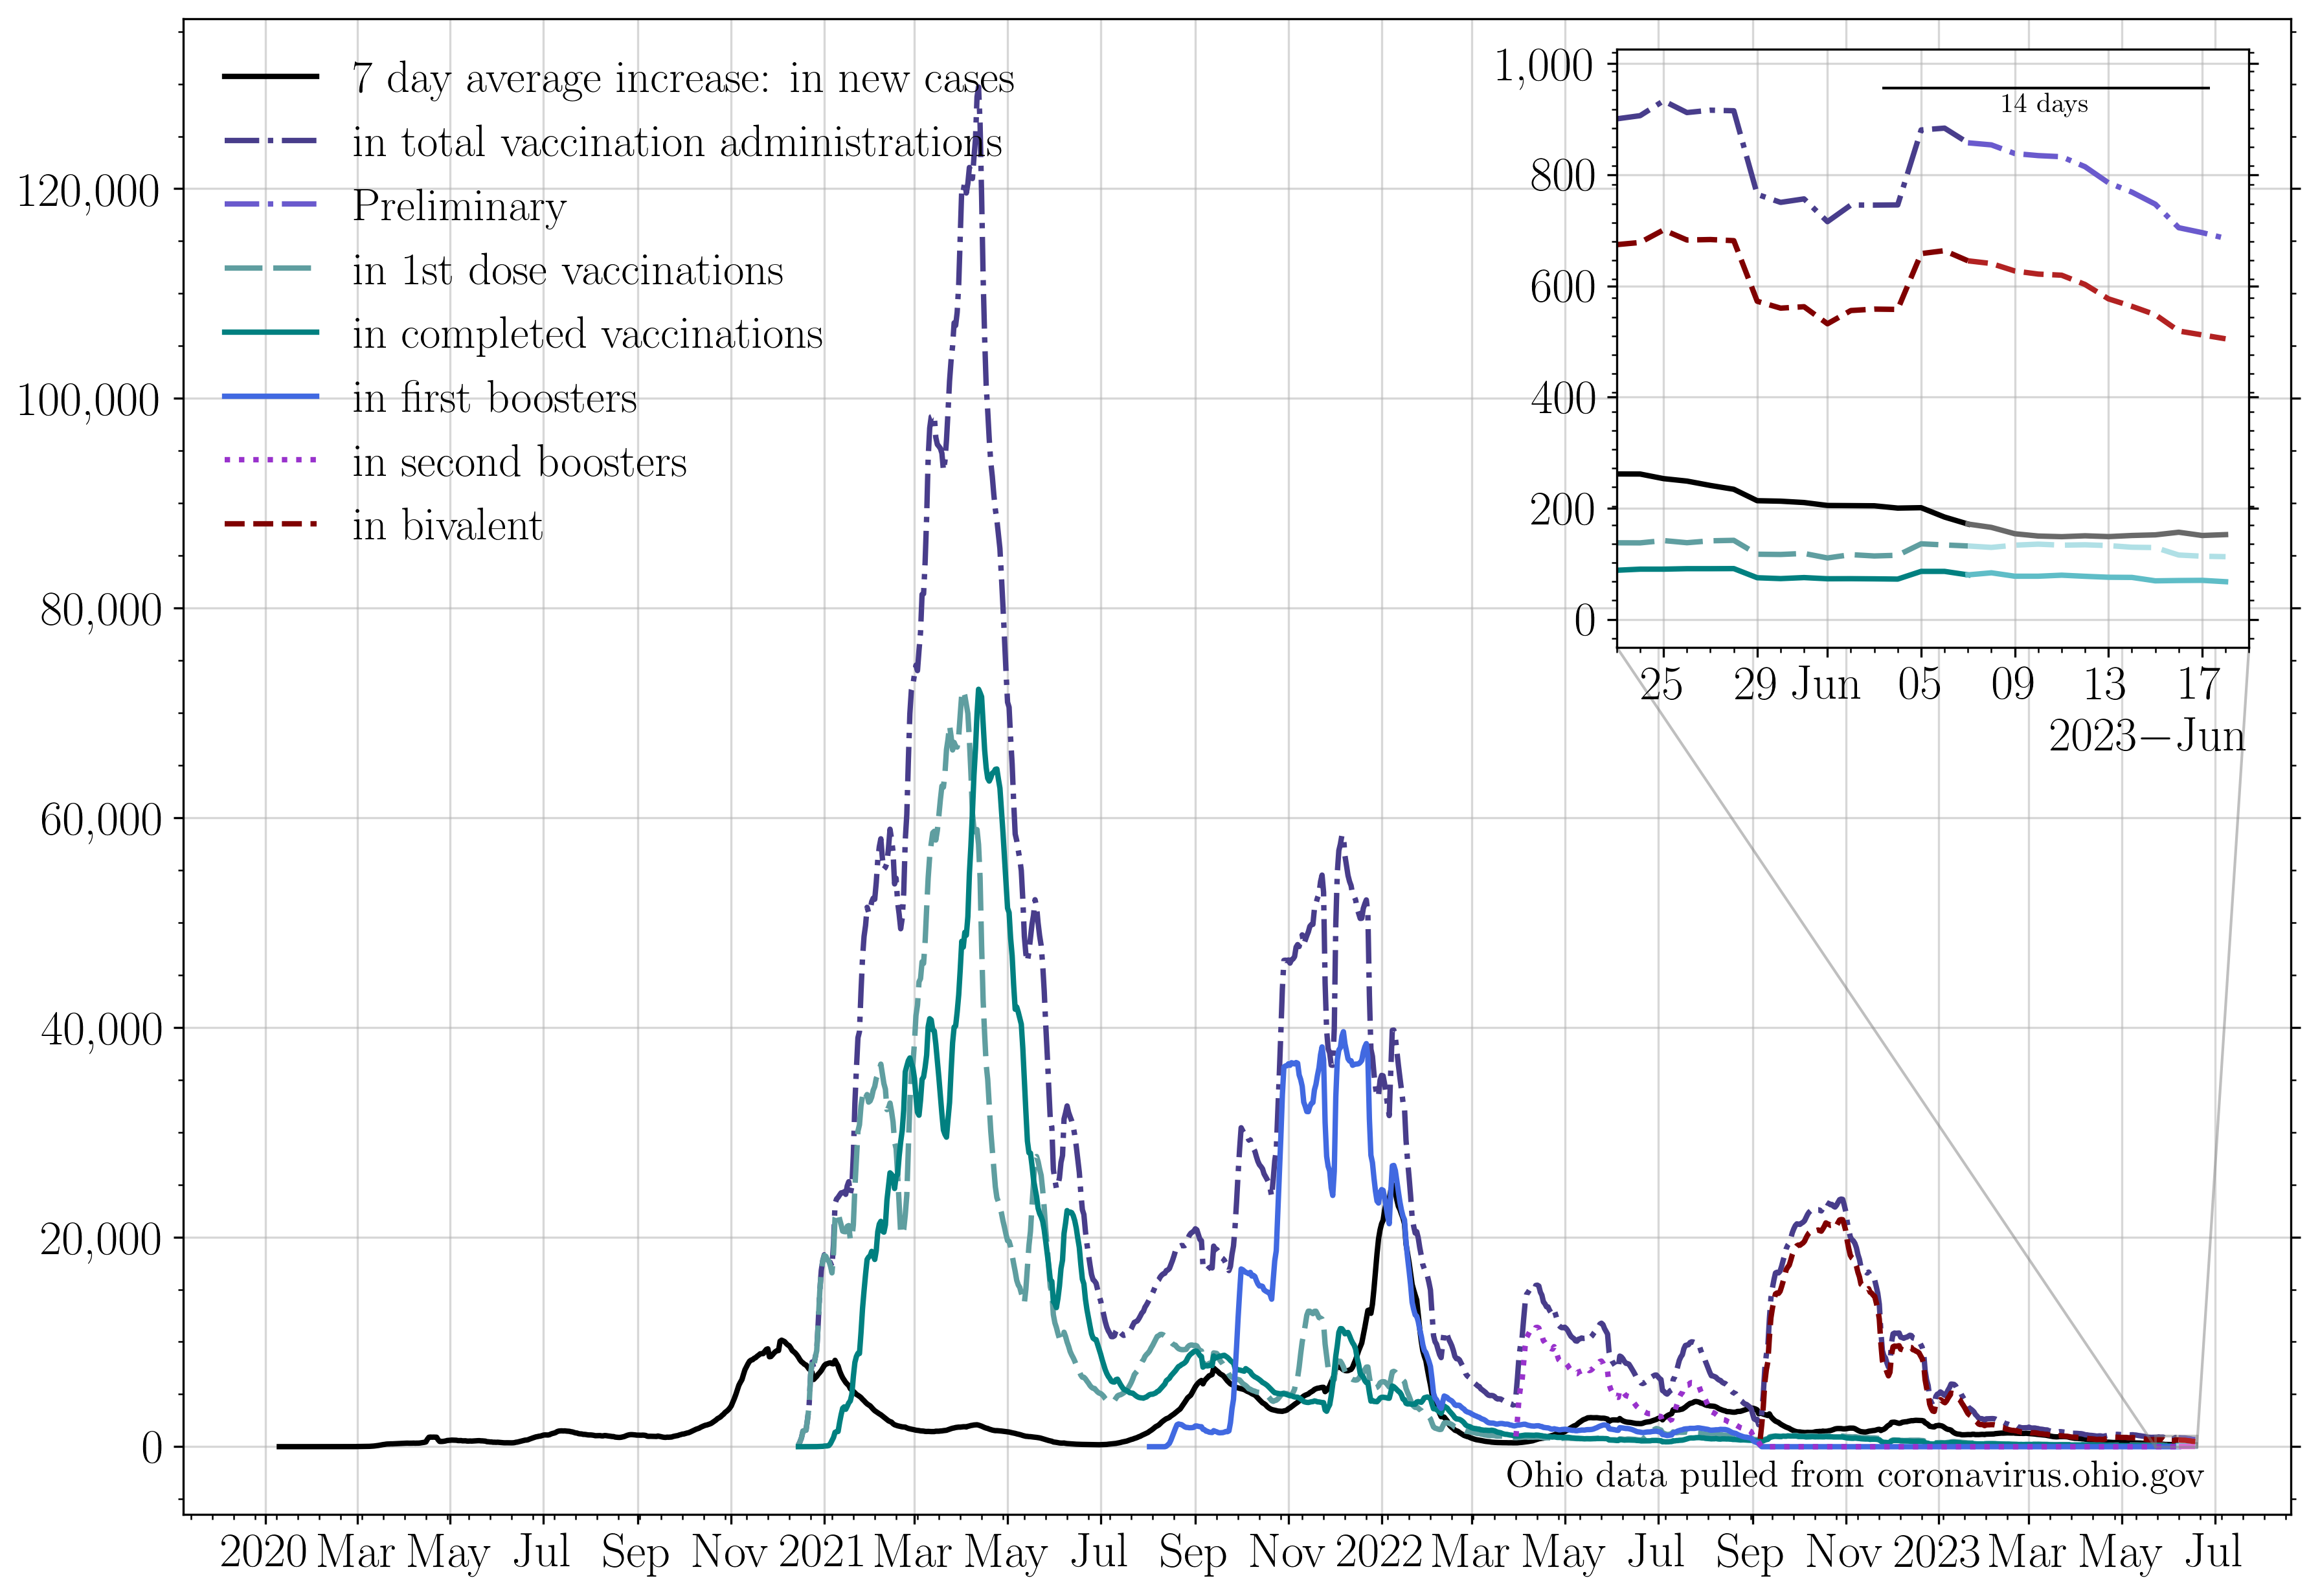 7 day average increase: in new cases
in total vaccination administrations
Preliminary
in 1st dose vaccinations
in completed vaccinations
in first boosters
in second boosters
in bivalent
120,000
100,000
80,000
60,000
40,000
20,000
0
1,000
800
600
400
200
0
14 days
25 29 Jun 05 09 13 17
2023−Jun
Ohio data pulled from coronavirus.ohio.gov
2020 Mar May Jul Sep Nov 2021 Mar May Jul Sep Nov 2022 Mar May Jul Sep Nov 2023 Mar May Jul